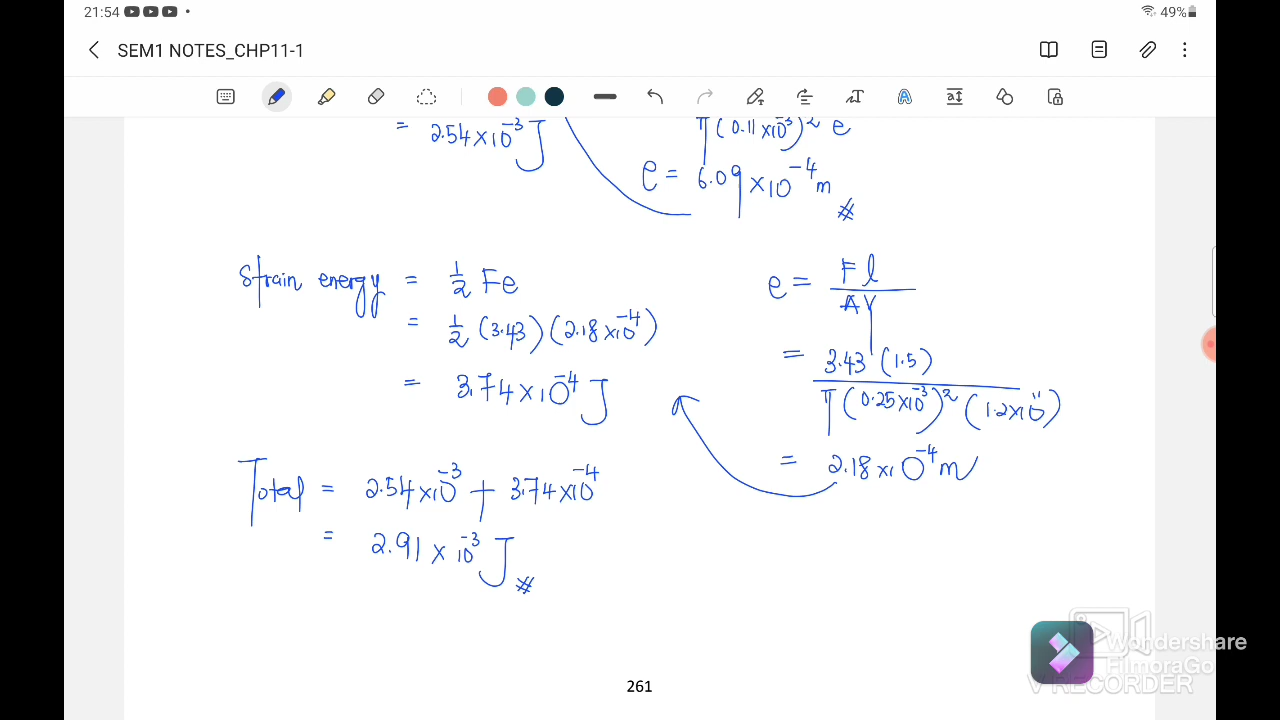 21:54
49%
SEM1 NOTES_CHP11-1
= 2.54×10⁻³ J
π(0.11×10⁻³)² e
e = 6.09×10⁻⁴ m #
Strain energy = 1/2 Fe
= 1/2 (3.43)(2.18×10⁻⁴)
= 3.74×10⁻⁴ J
e = Fl / AY
= 3.43 (1.5) / π(0.25×10⁻³)² (1.2×10¹¹)
= 2.18×10⁻⁴ m
Total = 2.54×10⁻³ + 3.74×10⁻⁴
= 2.91×10⁻³ J #
261
Wondershare
FilmoraGo
V RECORDER